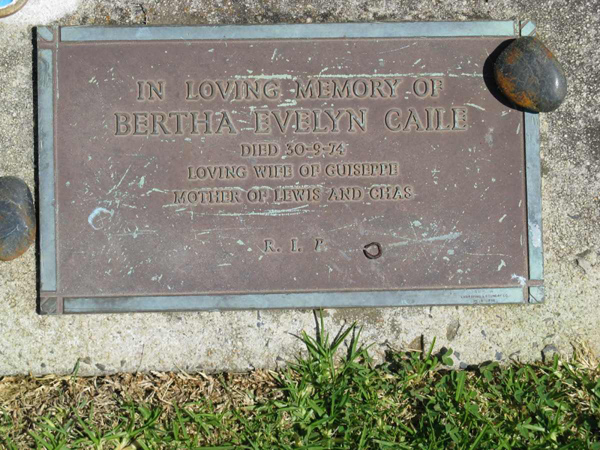 IN LOVING MEMORY OF
BERTHA EVELYN CAILE
DIED 30-9-74
LOVING WIFE OF GUISEPPE
MOTHER OF LEWIS AND CHAS
R. I. P.